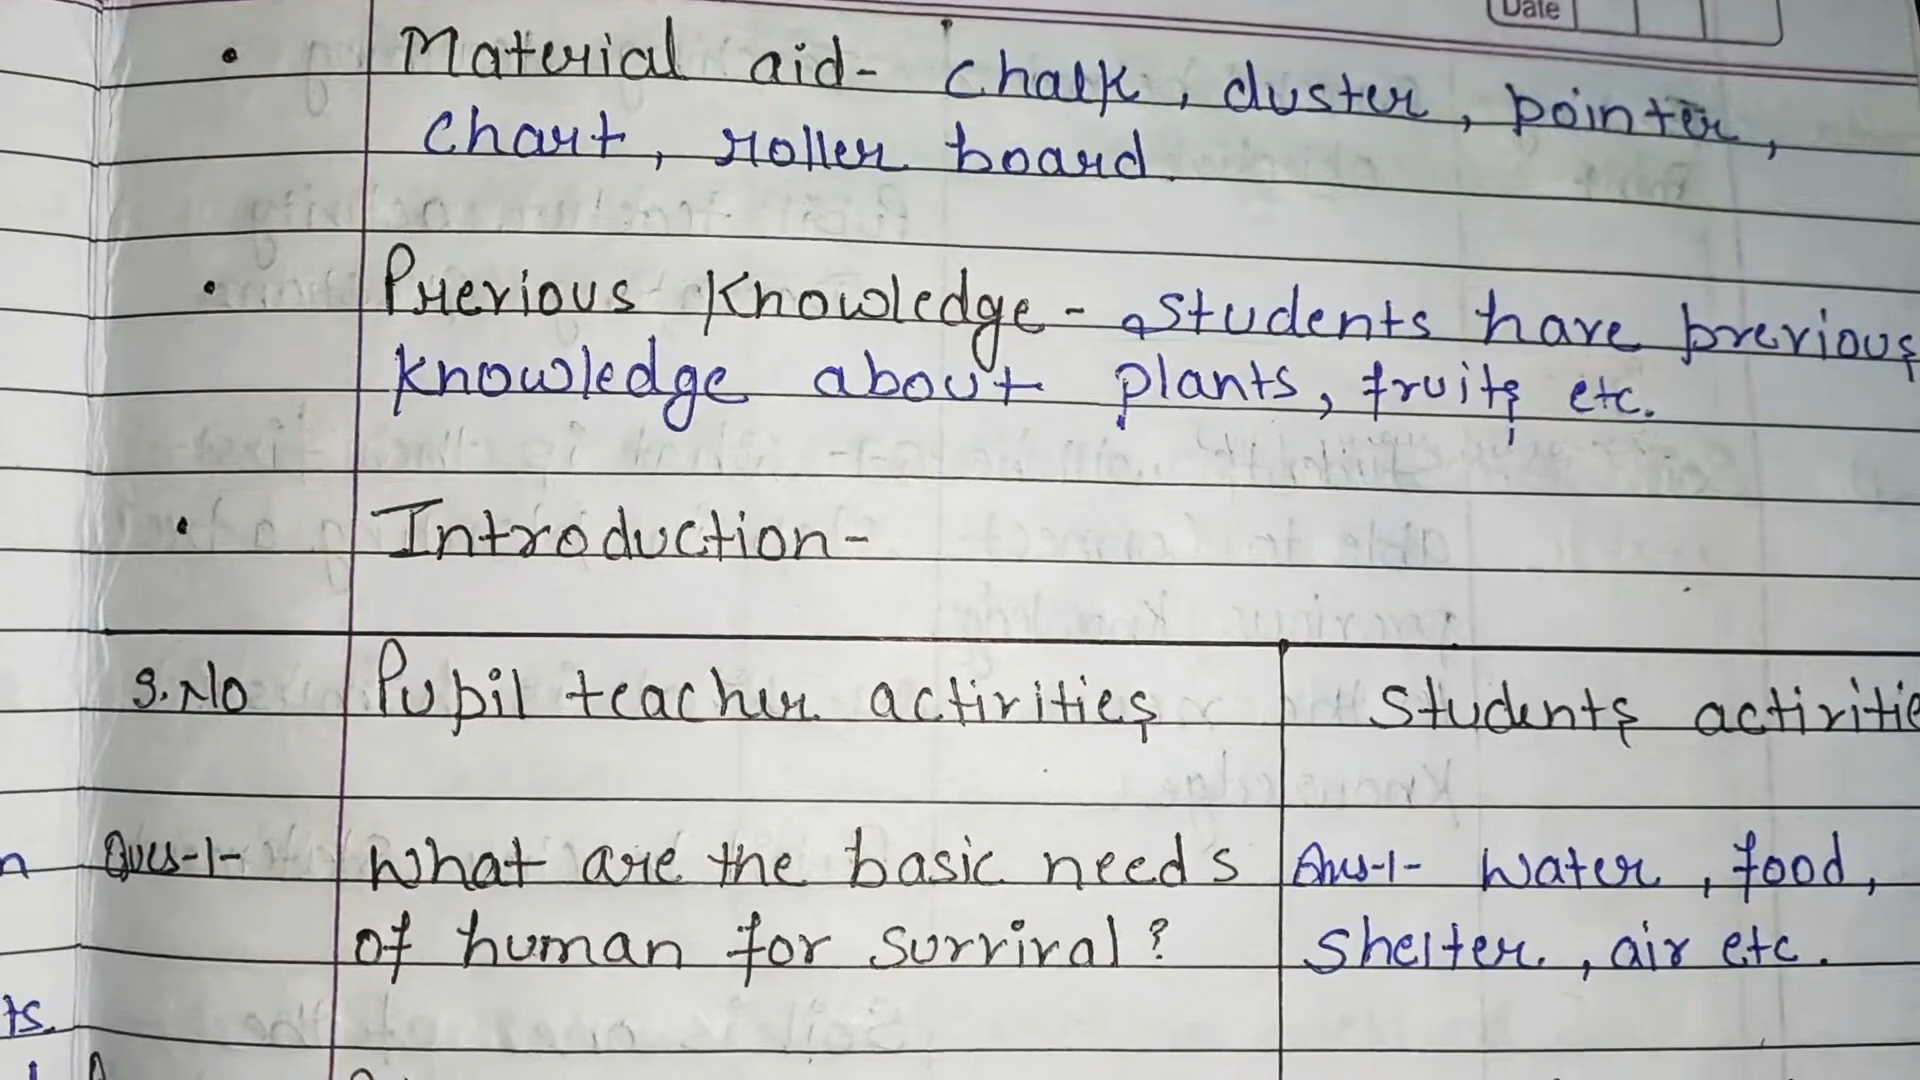 Date
• Material aid- chalk, duster, pointer,
chart, roller board.
• Previous Knowledge - Students have previous
knowledge about plants, fruits etc.
• Introduction-
S.No Pupil teacher activities Students activitie
Ques-1- What are the basic needs Ans-1- Water, food,
of human for survival? Shelter, air etc.
n
ts.